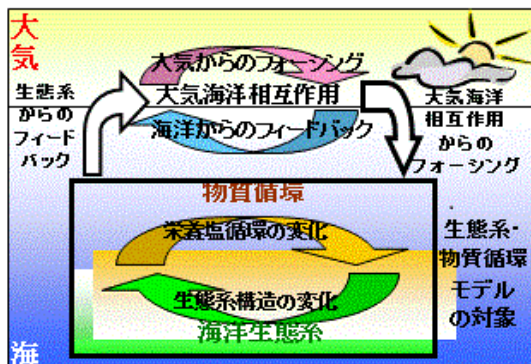 大
気
大気からのフォーシング
大気海洋相互作用
海洋からのフィードバック
生態系
からの
フィード
バック
大気海洋
相互作用
からの
フォーシング
物質循環
栄養塩循環の変化
生態系構造の変化
海洋生態系
生態系・
物質循環
モデル
の対象
海